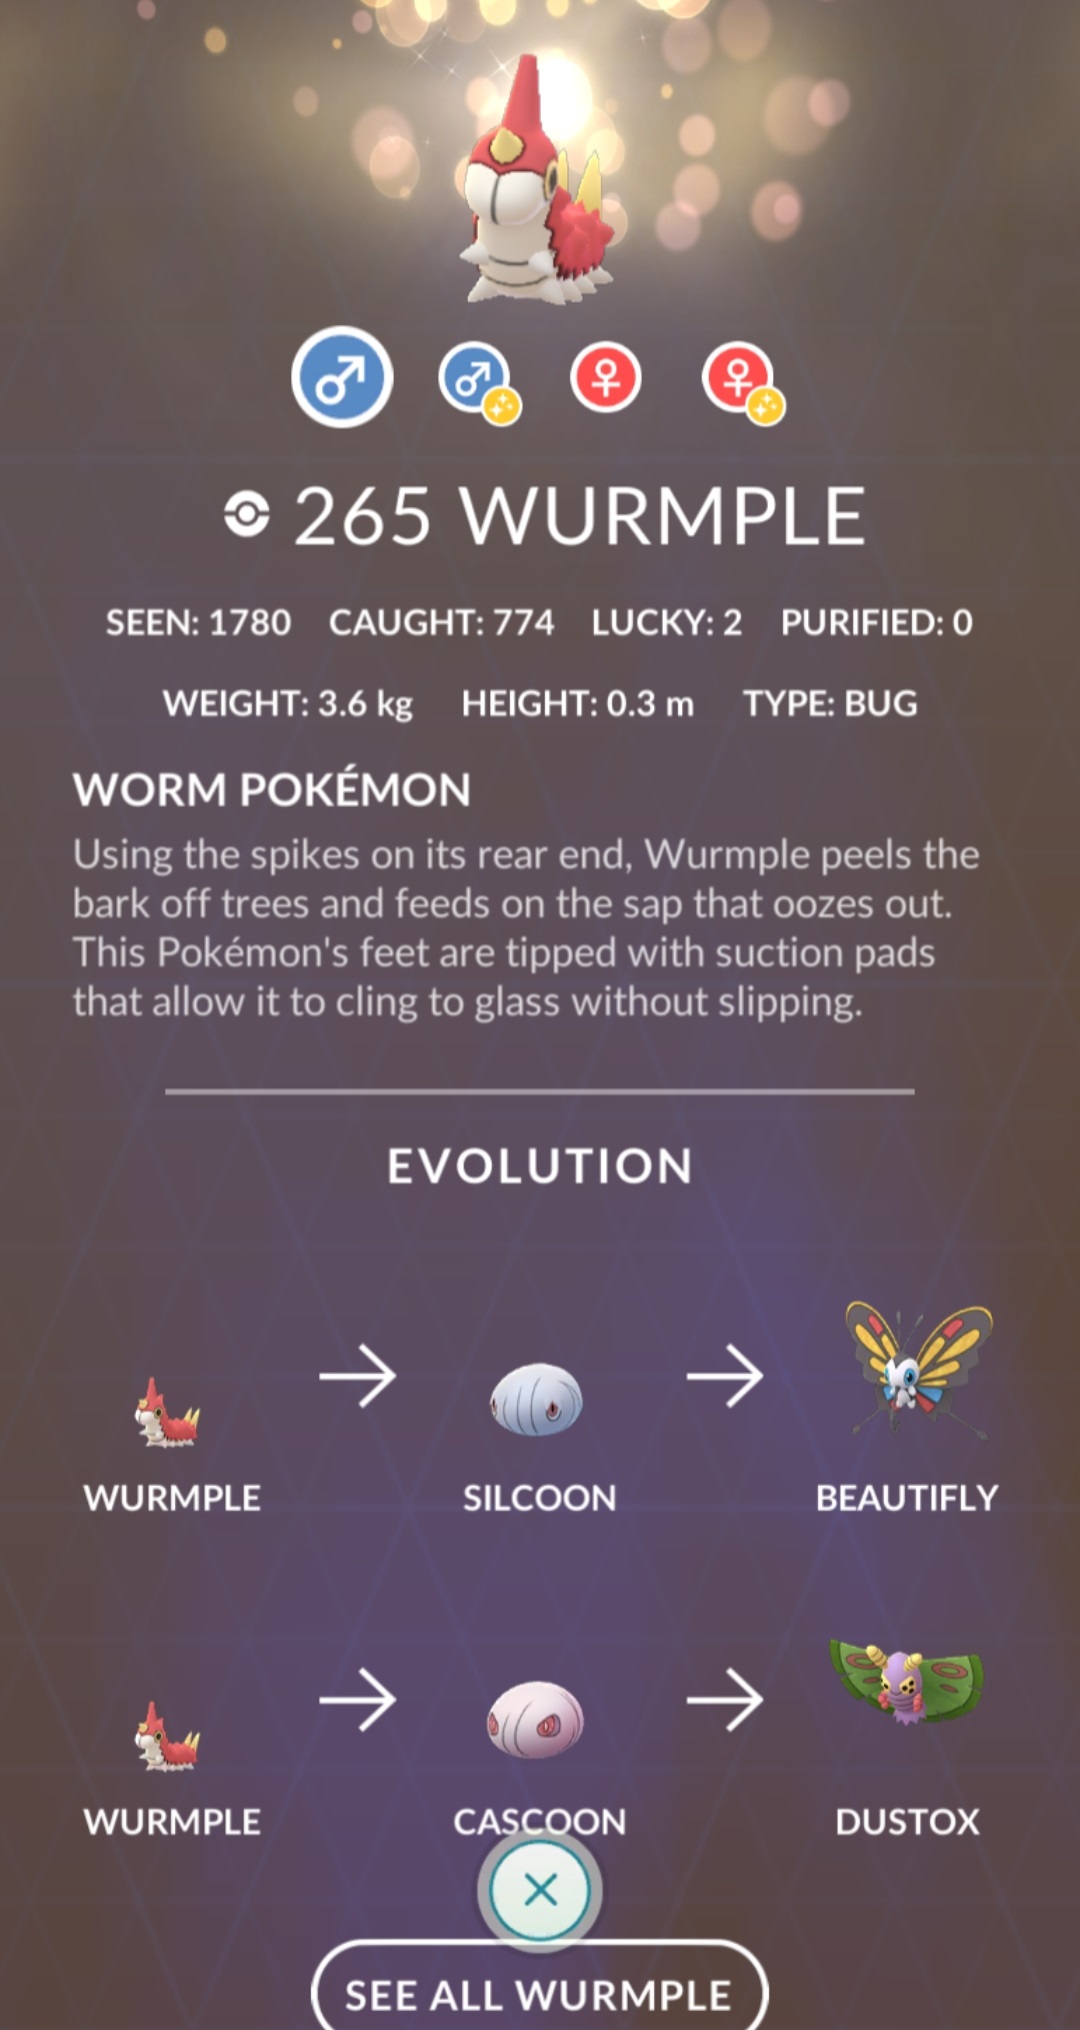 265 WURMPLE
SEEN: 1780 CAUGHT: 774 LUCKY: 2 PURIFIED: 0
WEIGHT: 3.6 kg HEIGHT: 0.3 m TYPE: BUG
WORM POKÉMON
Using the spikes on its rear end, Wurmple peels the
bark off trees and feeds on the sap that oozes out.
This Pokémon's feet are tipped with suction pads
that allow it to cling to glass without slipping.
EVOLUTION
WURMPLE SILCOON BEAUTIFLY
WURMPLE CASCOON DUSTOX
SEE ALL WURMPLE